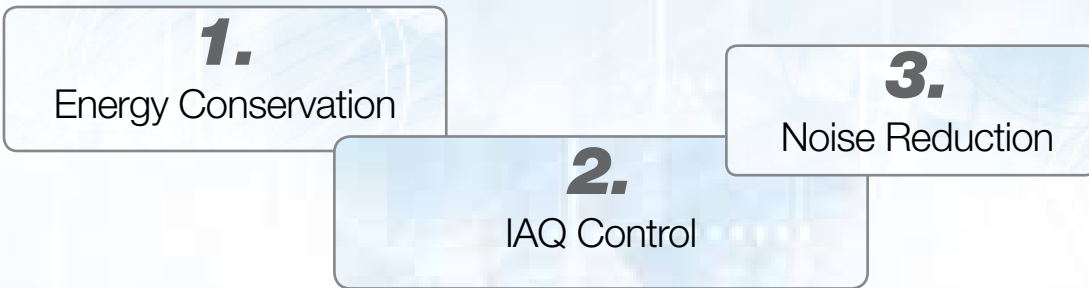 1.
Energy Conservation
2.
IAQ Control
3.
Noise Reduction